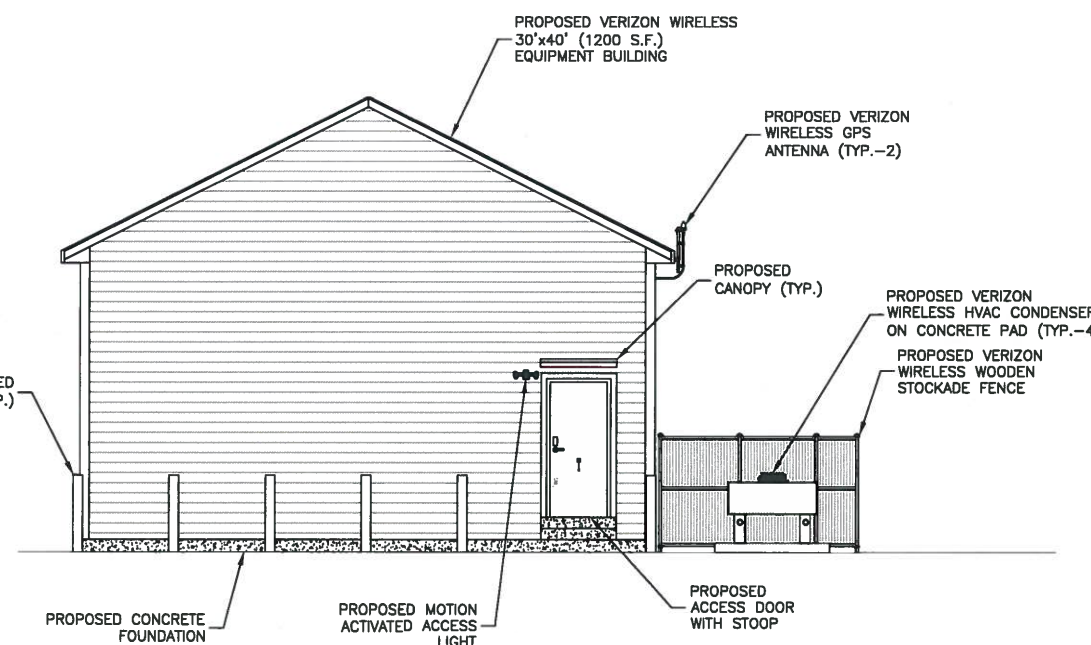 PROPOSED VERIZON WIRELESS
30'x40' (1200 S.F.)
EQUIPMENT BUILDING
PROPOSED VERIZON
WIRELESS GPS
ANTENNA (TYP.-2)
PROPOSED
CANOPY (TYP.)
PROPOSED VERIZON
WIRELESS HVAC CONDENSER
ON CONCRETE PAD (TYP.-4
PROPOSED VERIZON
WIRELESS WOODEN
STOCKADE FENCE
PROPOSED CONCRETE
FOUNDATION
PROPOSED MOTION
ACTIVATED ACCESS
LIGHT
PROPOSED
ACCESS DOOR
WITH STOOP